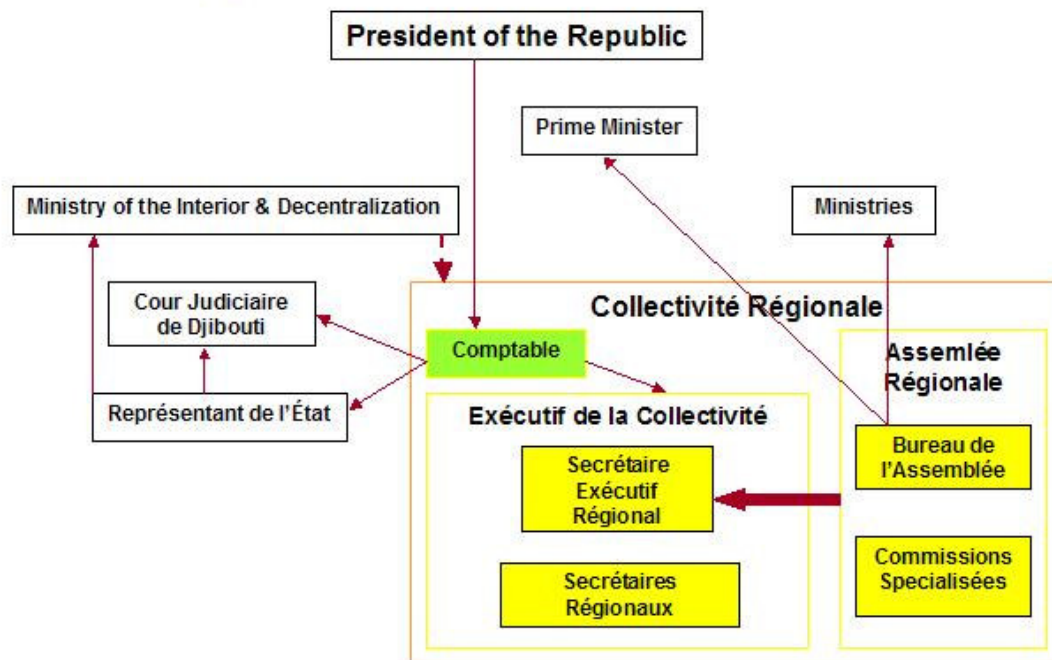 President of the Republic
Prime Minister
Ministry of the Interior & Decentralization
Ministries
Cour Judiciaire
de Djibouti
Collectivité Régionale
Comptable
Assemlée
Régionale
Représentant de l'État
Exécutif de la Collectivité
Bureau de
l'Assemblée
Secrétaire
Exécutif
Régional
Commissions
Specialisées
Secrétaires
Régionaux